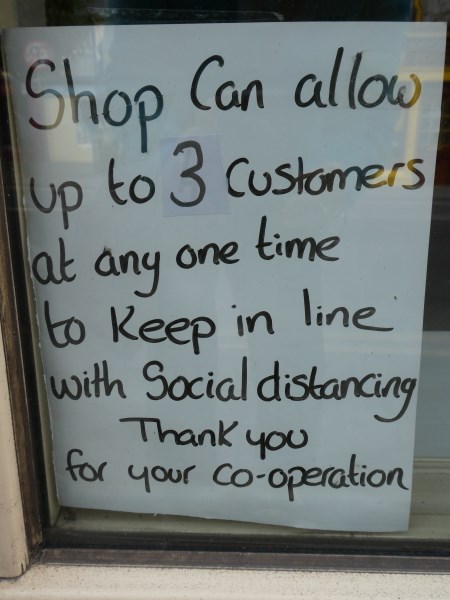 Shop Can allow
up to 3 Customers
at any one time
to Keep in line
with Social distancing
Thank you
for your co-operation